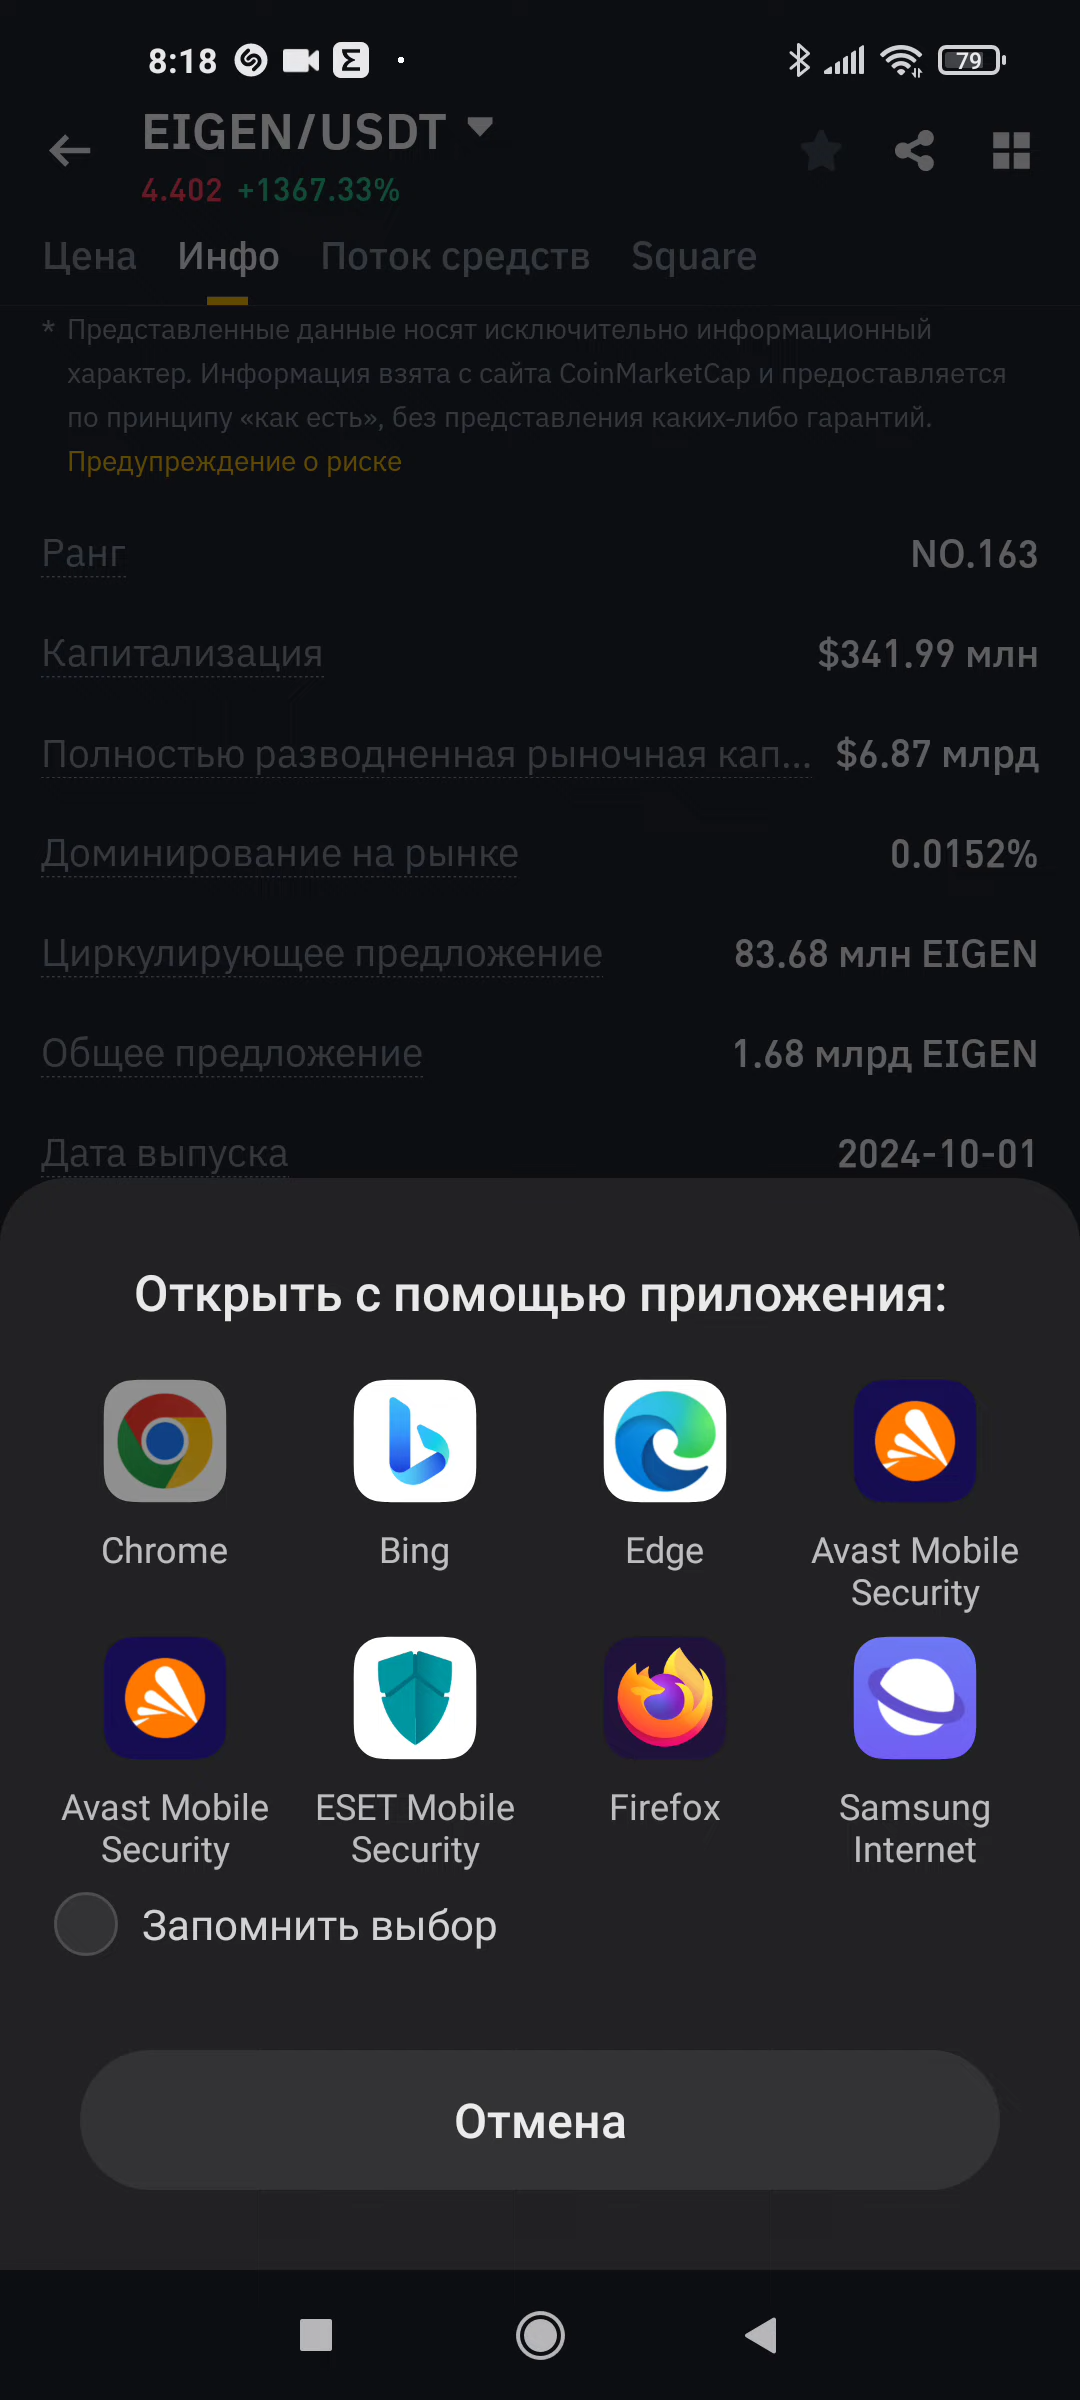 8:18
79
EIGEN/USDT
4.402 +1367.33%
Цена Инфо Поток средств Square
* Представленные данные носят исключительно информационный
характер. Информация взята с сайта CoinMarketCap и предоставляется
по принципу «как есть», без представления каких-либо гарантий.
Предупреждение о риске
Ранг NO.163
Капитализация $341.99 млн
Полностью разводненная рыночная кап... $6.87 млрд
Доминирование на рынке 0.0152%
Циркулирующее предложение 83.68 млн EIGEN
Общее предложение 1.68 млрд EIGEN
Дата выпуска 2024-10-01
Открыть с помощью приложения:
Chrome Bing Edge Avast Mobile
Security
Avast Mobile ESET Mobile Firefox Samsung
Security Security Internet
Запомнить выбор
Отмена